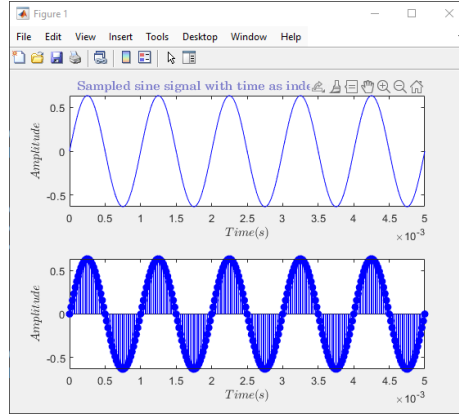 Figure 1
File Edit View Insert Tools Desktop Window Help
Sampled sine signal with time as
0.5
0
-0.5
Amplitude
0 0.5 1 1.5 2 2.5 3 3.5 4 4.5 5
Time(s)
×10⁻³
0.5
0
-0.5
Amplitude
0 0.5 1 1.5 2 2.5 3 3.5 4 4.5 5
Time(s)
×10⁻³